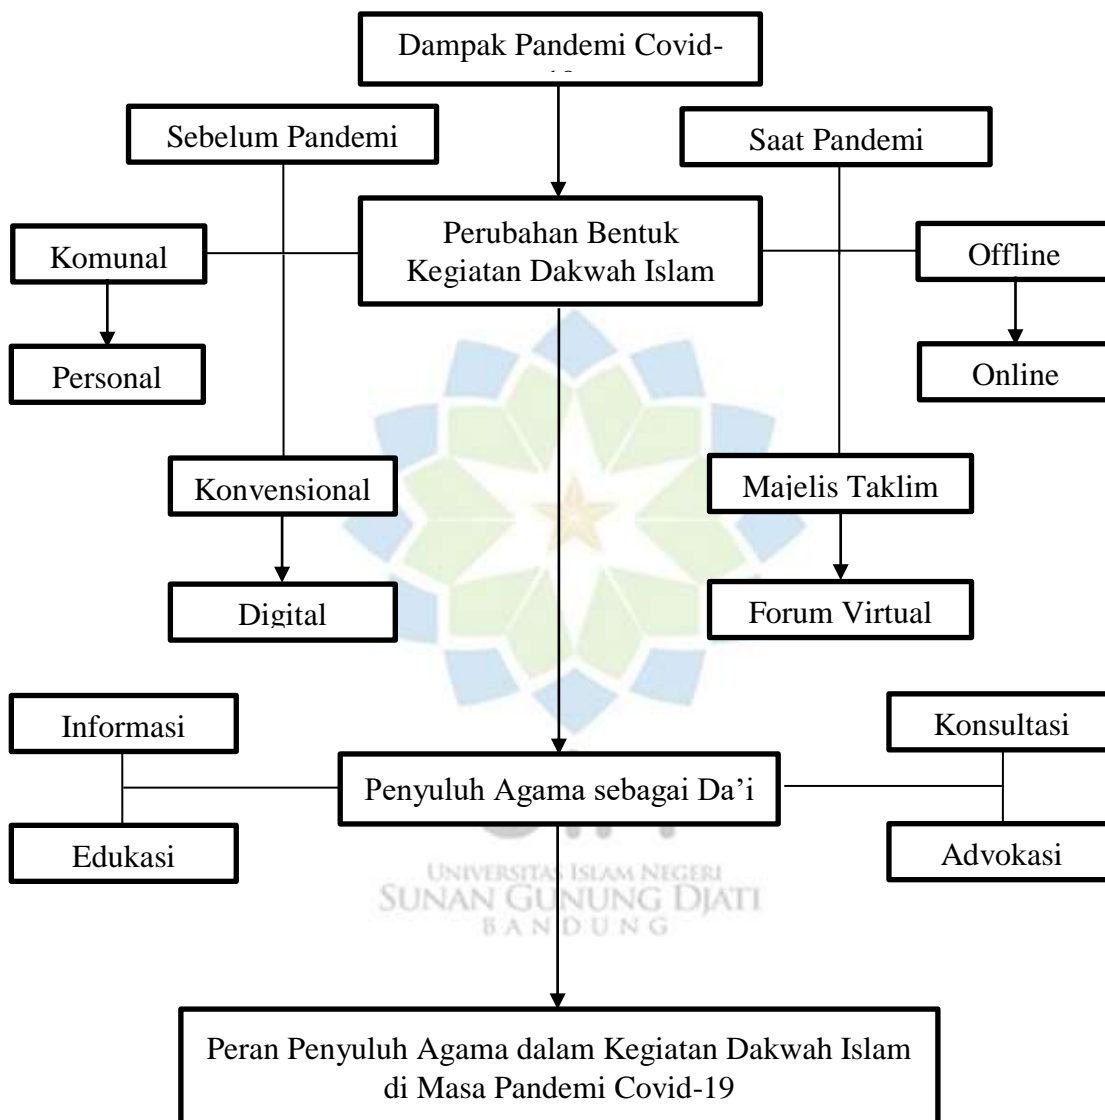 Dampak Pandemi Covid-
Sebelum Pandemi
Saat Pandemi
Perubahan Bentuk
Kegiatan Dakwah Islam
Komunal
Offline
Personal
Online
Konvensional
Majelis Taklim
Digital
Forum Virtual
Informasi
Konsultasi
Penyuluh Agama sebagai Da’i
Edukasi
Advokasi
UNIVERSITAS ISLAM NEGERI
SUNAN GUNUNG DJATI
BANDUNG
Peran Penyuluh Agama dalam Kegiatan Dakwah Islam
di Masa Pandemi Covid-19